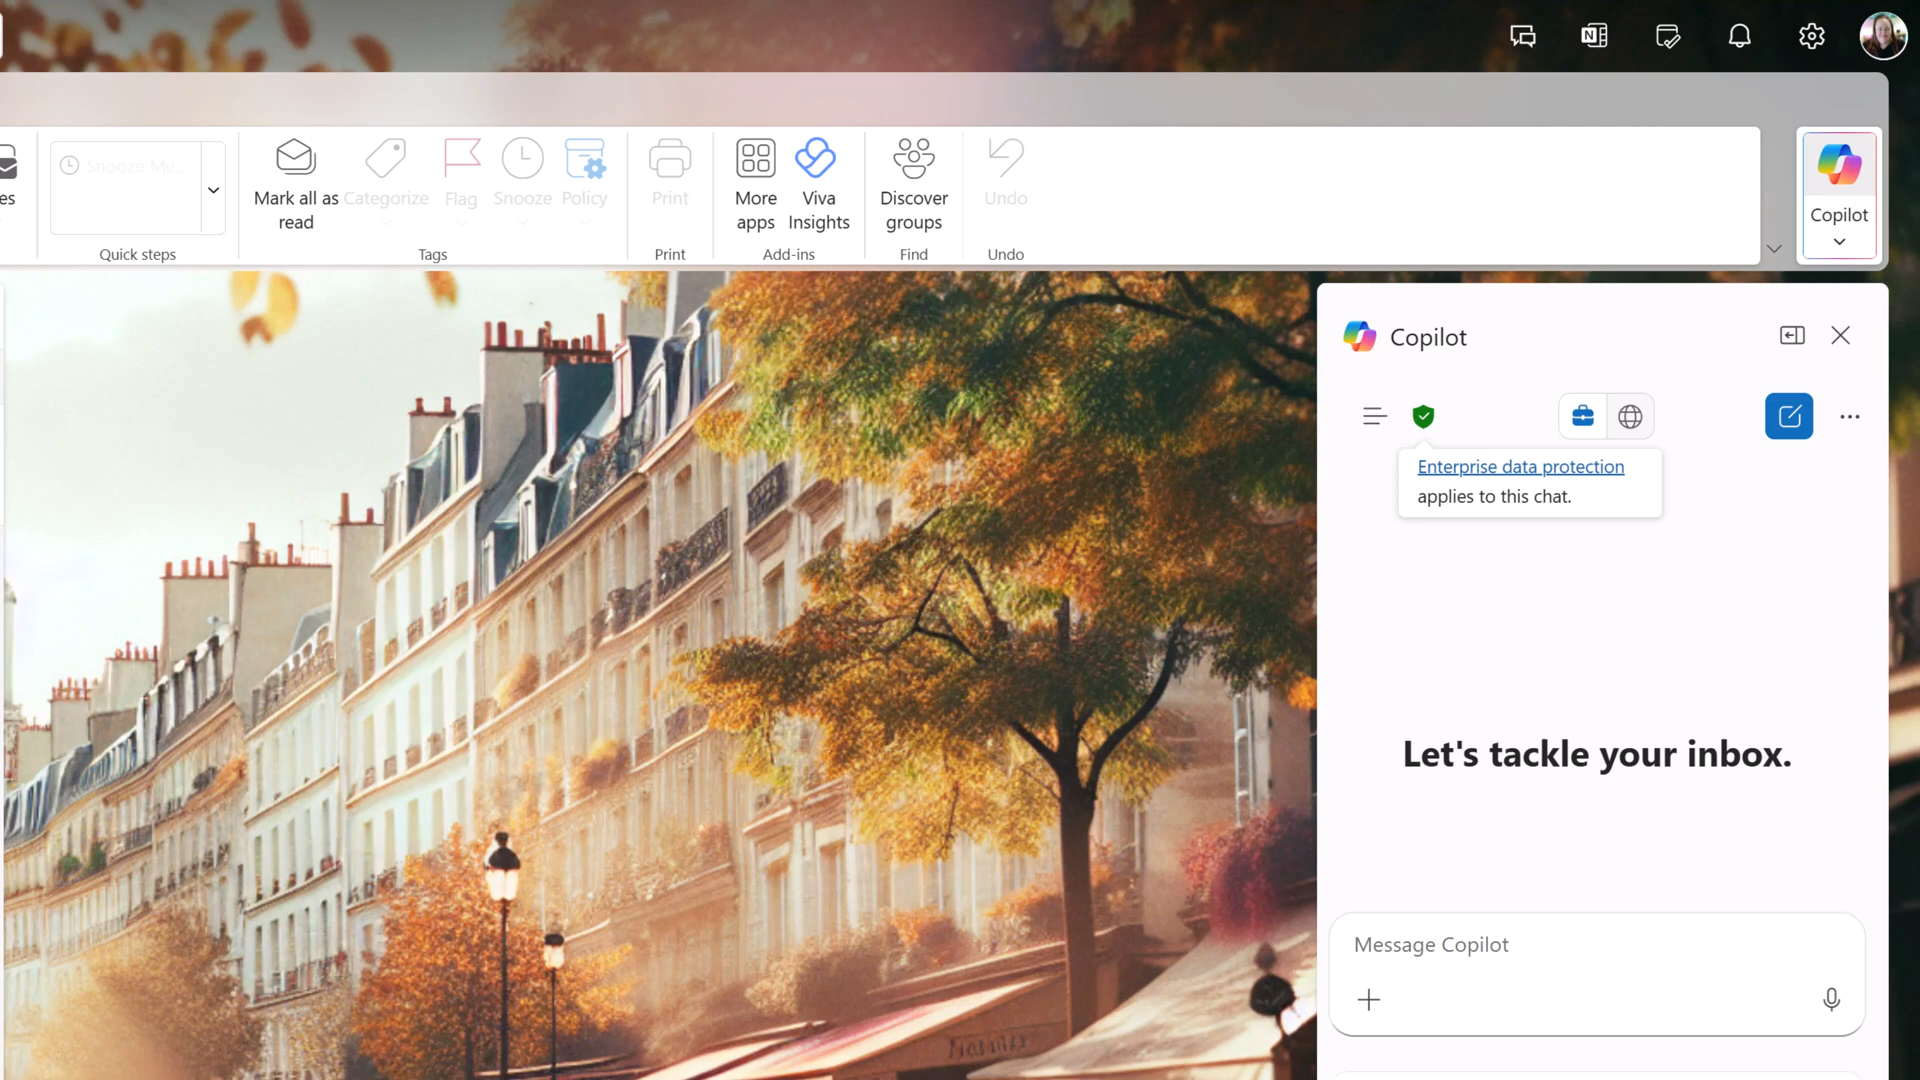 es
Snooze Me...
Mark all as read
Categorize
Flag
Snooze
Policy
Print
More apps
Viva Insights
Discover groups
Undo
Copilot
Quick steps
Tags
Print
Add-ins
Find
Undo
Copilot
Enterprise data protection
applies to this chat.
Let's tackle your inbox.
Message Copilot